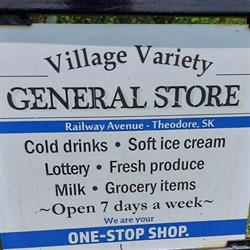 Village Variety
GENERAL STORE
Railway Avenue - Theodore, SK
Cold drinks • Soft ice cream
Lottery • Fresh produce
Milk • Grocery items
~Open 7 days a week~
We are your
ONE-STOP SHOP.